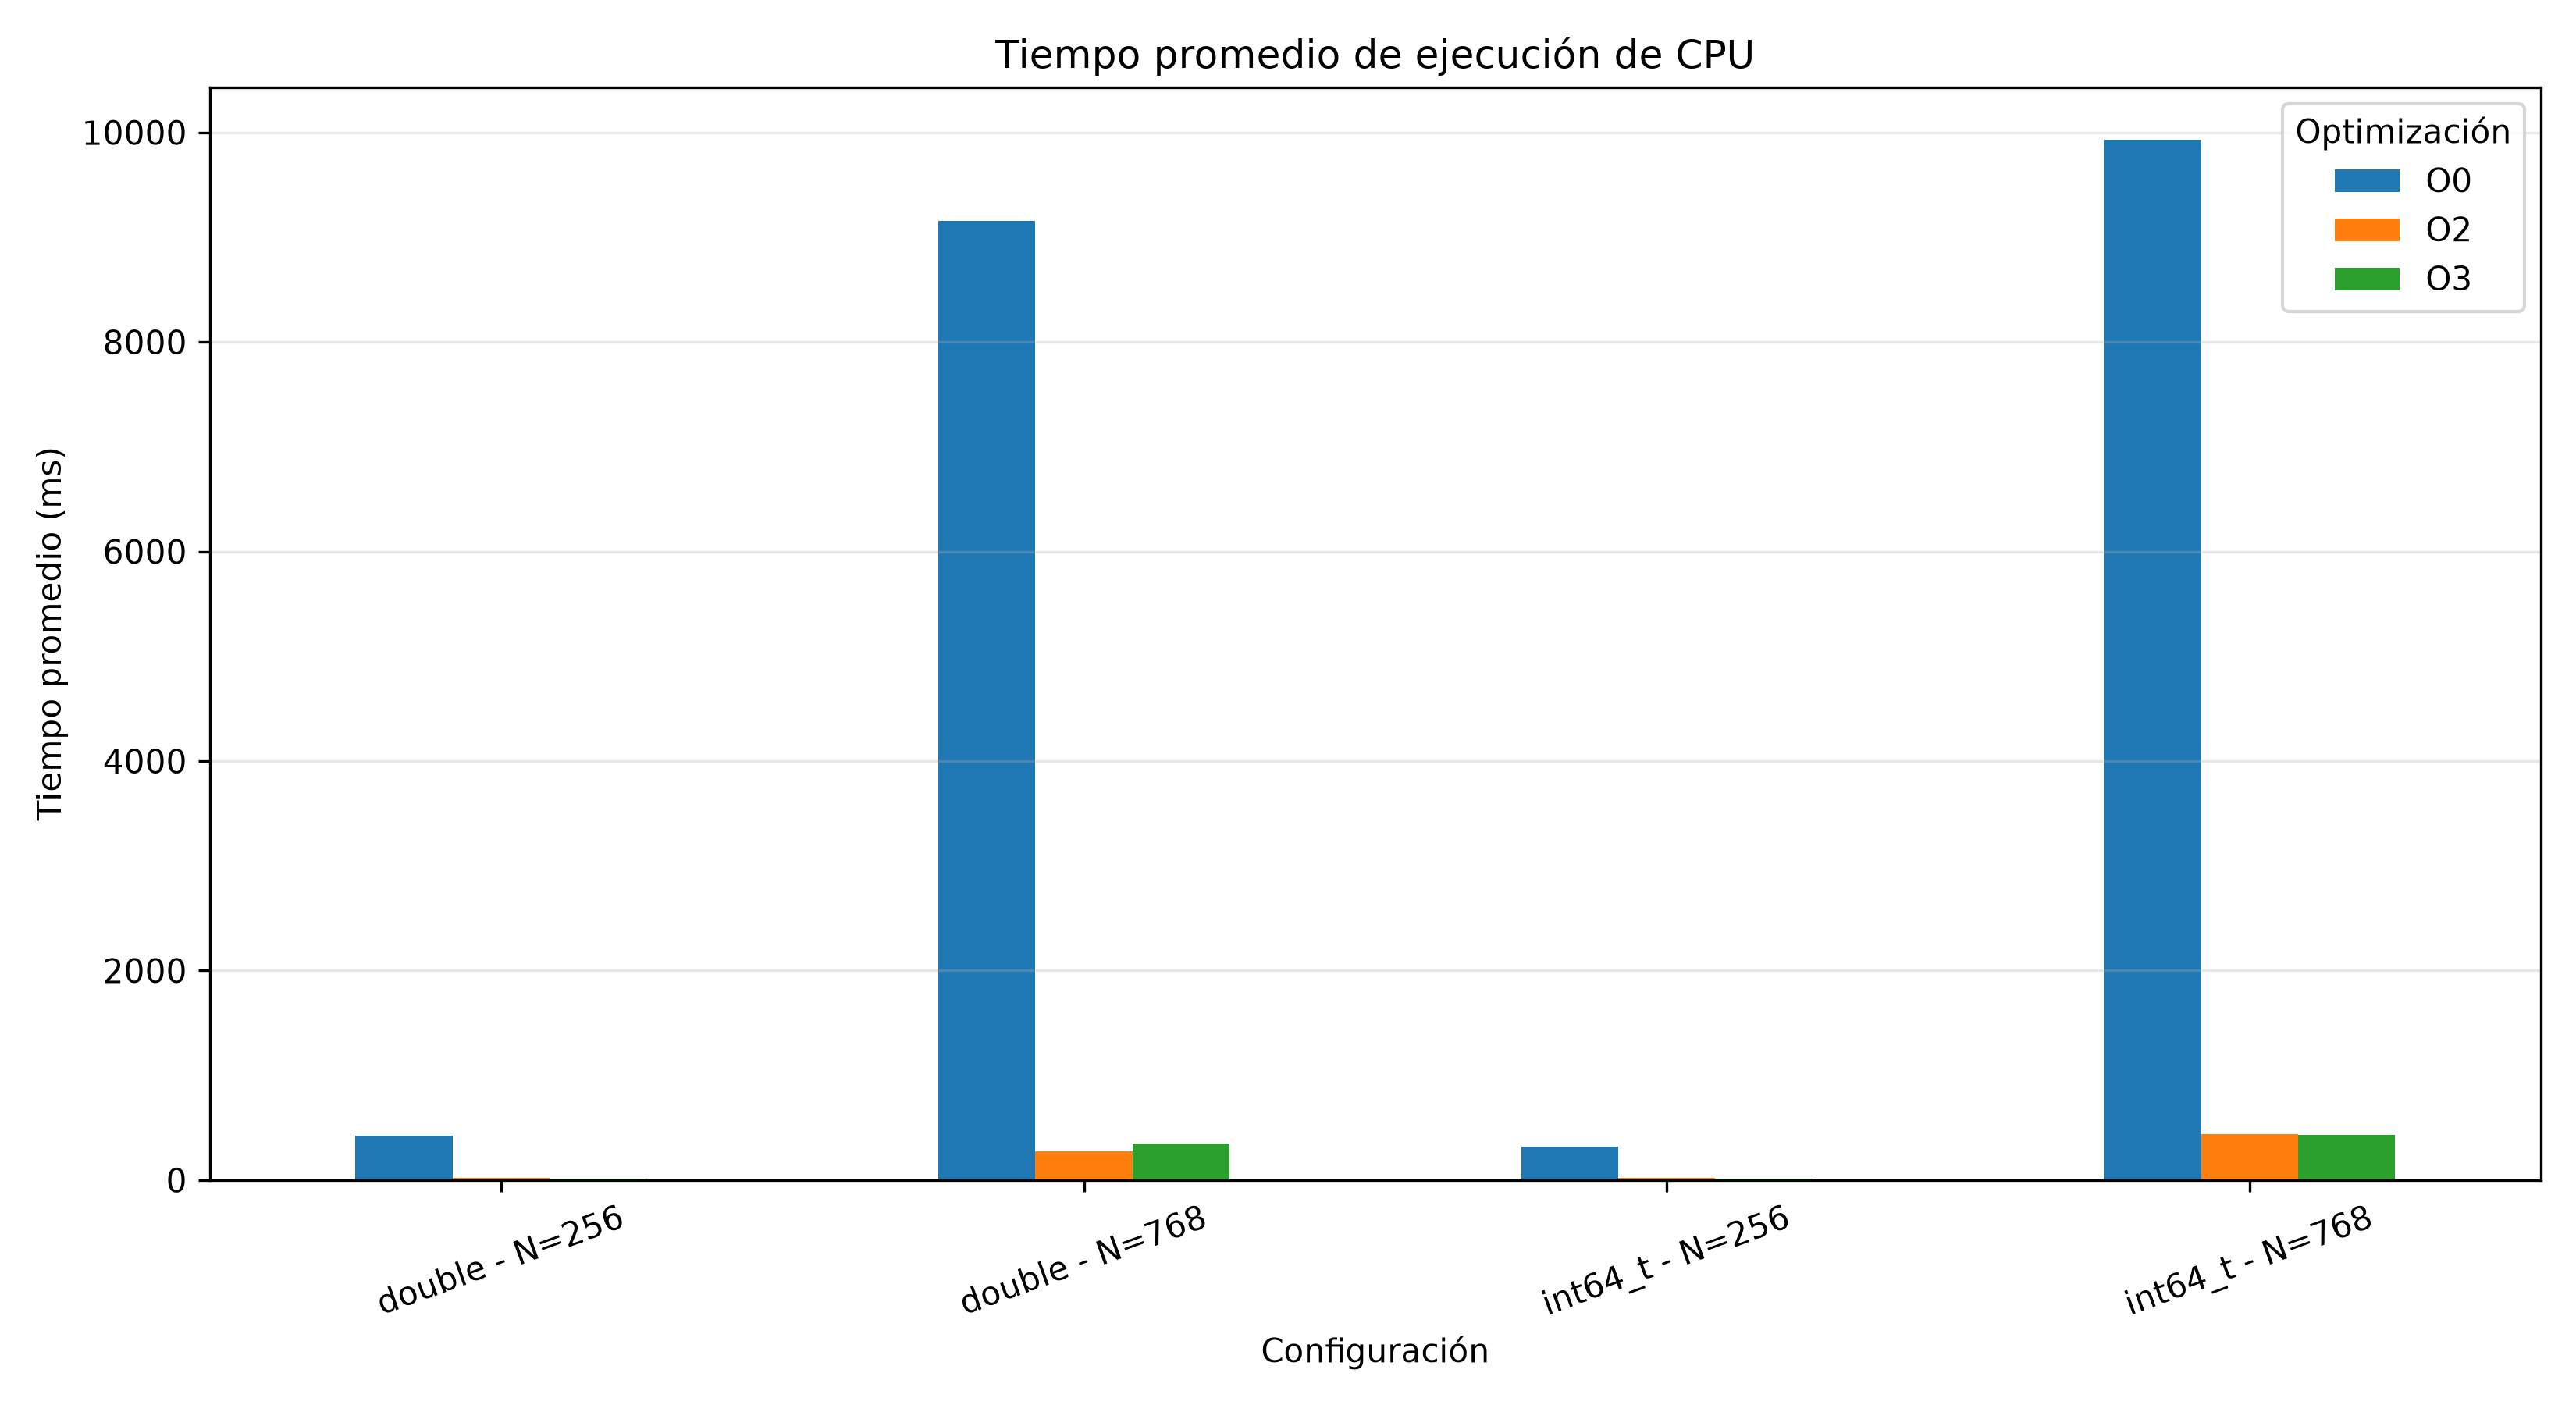 Tiempo promedio de ejecución de CPU
Optimización
O0
O2
O3
Tiempo promedio (ms)
10000
8000
6000
4000
2000
0
double - N=256
double - N=768
int64_t - N=256
int64_t - N=768
Configuración